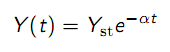 Y(t) = Y_st e^{−αt}